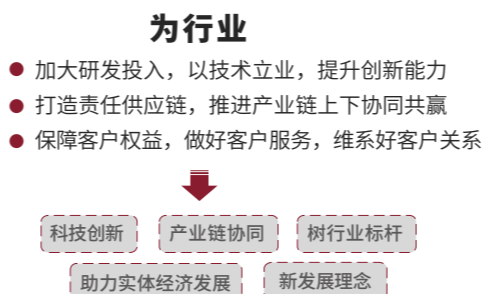 为行业
加大研发投入，以技术立业，提升创新能力
打造责任供应链，推进产业链上下协同共赢
保障客户权益，做好客户服务，维系好客户关系
科技创新 产业链协同 树行业标杆
助力实体经济发展 新发展理念